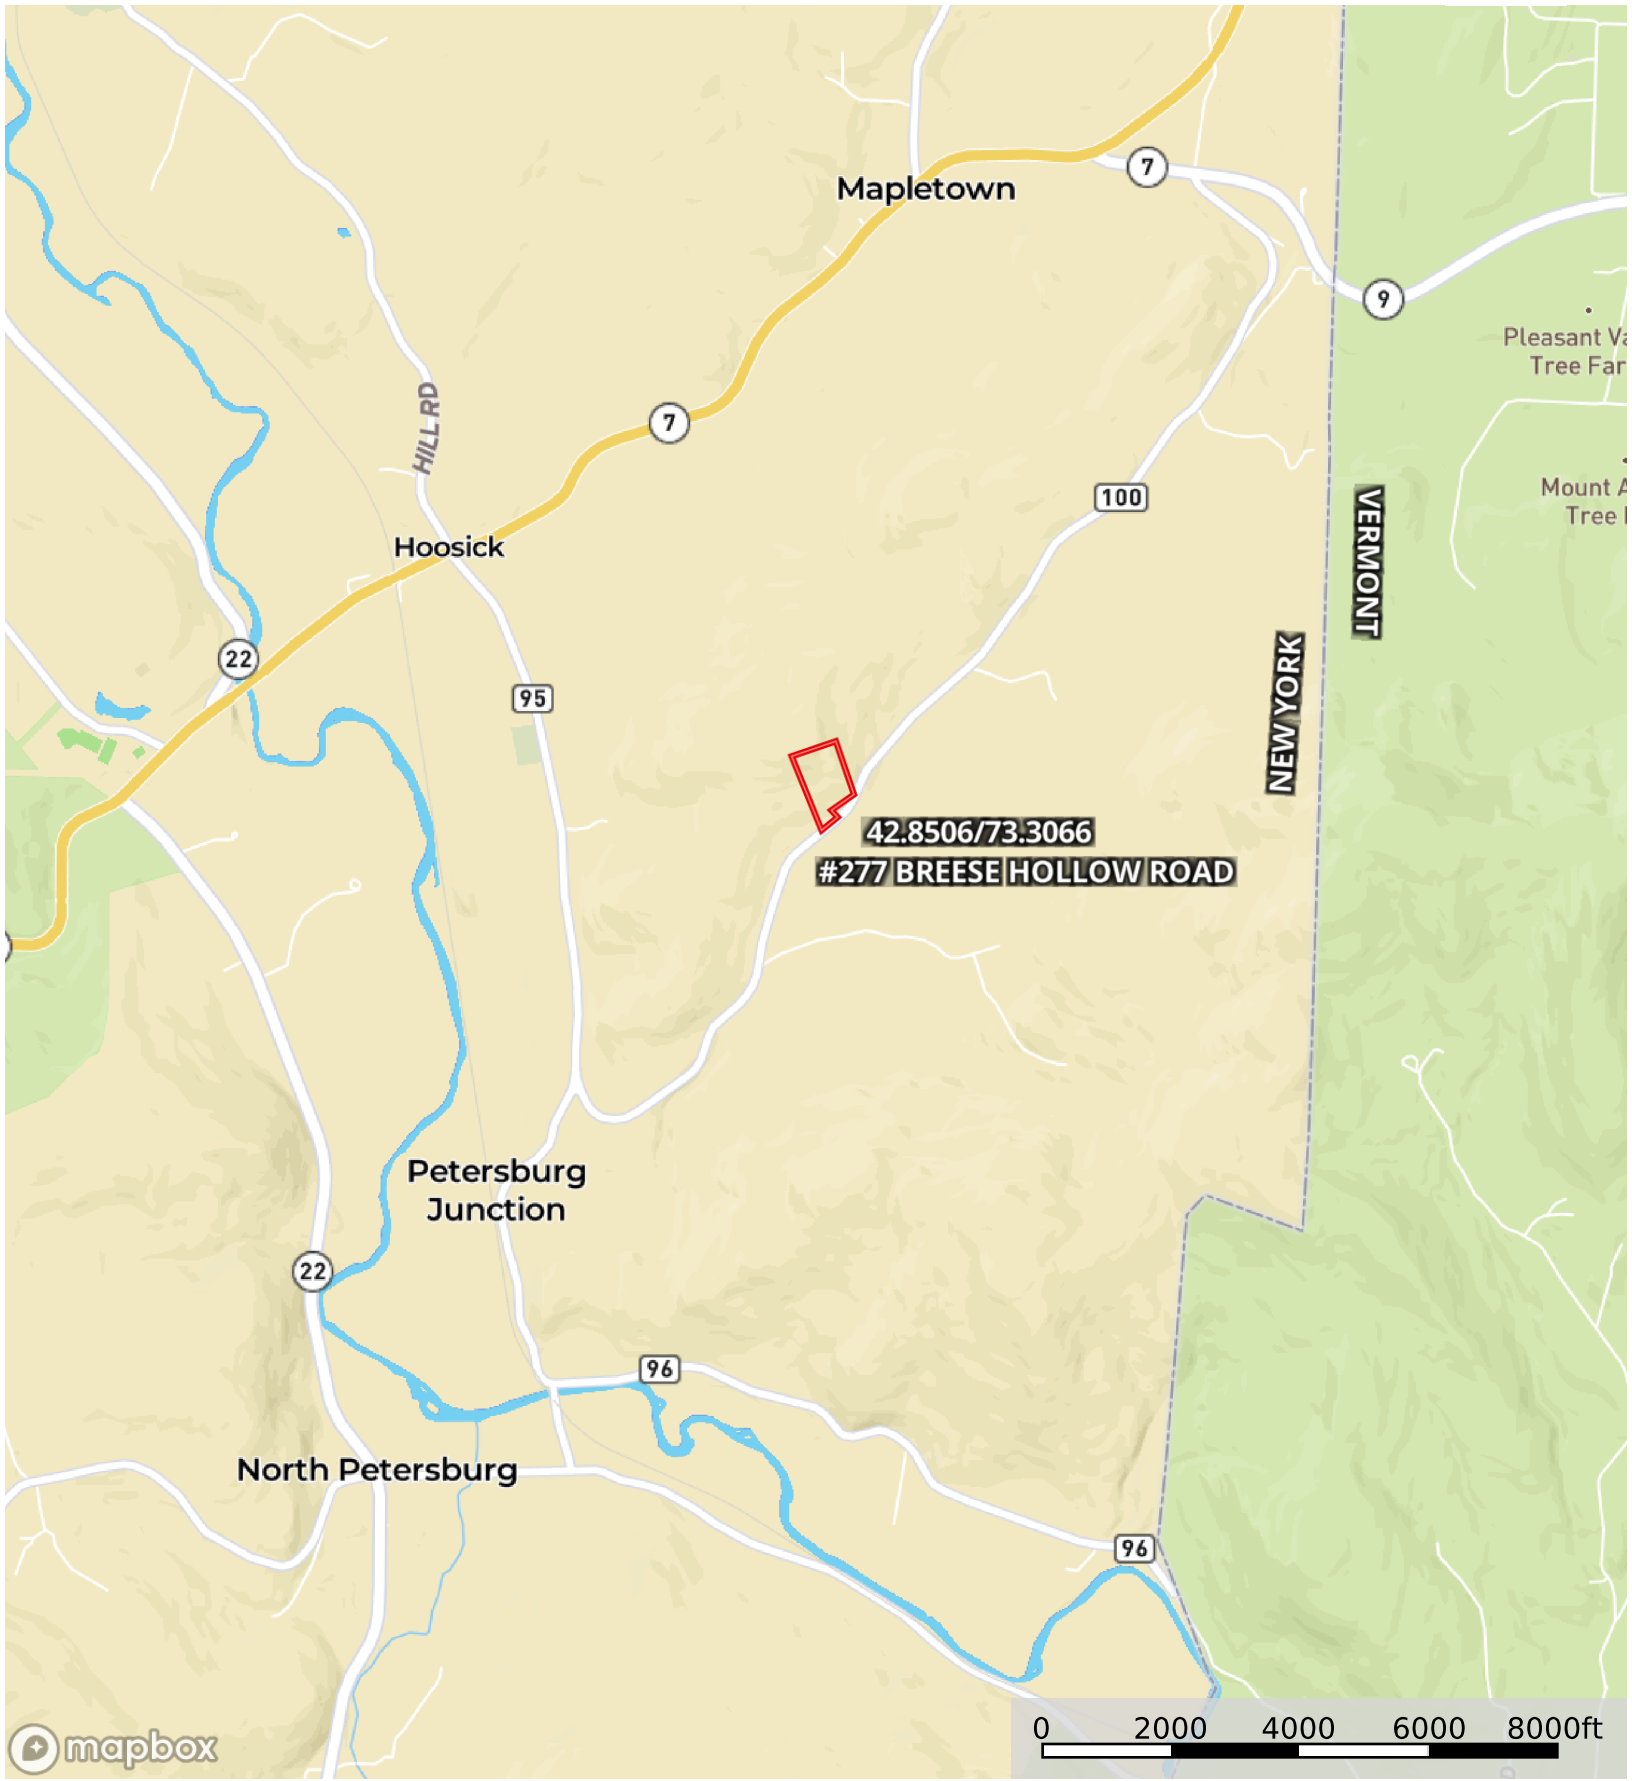 7
Mapletown
9
Pleasant Va
Tree Far
HILL RD
7
100
Mount A
Tree
VERMONT
Hoosick
22
NEW YORK
95
42.8506/73.3066
#277 BREESE HOLLOW ROAD
Petersburg
Junction
22
96
North Petersburg
96
mapbox
0 2000 4000 6000 8000ft